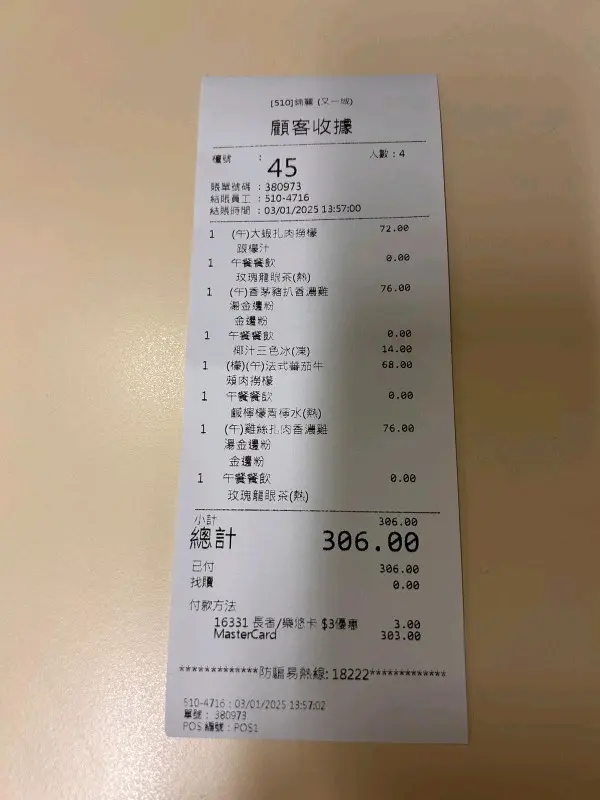 [510]錦麗 (又一城)
顧客收據
檯號 : 45 人數 : 4
賬單號碼 : 380973
結賬員工 : 510-4716
結賬時間 : 03/01/2025 13:57:00
1 (午)大蝦扎肉撈檬 72.00
跟檬汁
1 午餐餐飲 0.00
玫瑰龍眼茶(熱)
1 (午)香茅豬扒香濃雞 76.00
湯金邊粉
金邊粉
1 午餐餐飲 0.00
椰汁三色冰(凍) 14.00
1 (檬)(午)法式蕃茄牛 68.00
頰肉撈檬
1 午餐餐飲 0.00
鹹檸檬青檸水(熱)
1 (午)雞絲扎肉香濃雞 76.00
湯金邊粉
金邊粉
1 午餐餐飲 0.00
玫瑰龍眼茶(熱)
小計 306.00
總計 306.00
已付 306.00
找贖 0.00
付款方法
16331 長者/樂悠卡 $3優惠 3.00
MasterCard 303.00
*************防騙易熱線: 18222*************
510-4716 : 03/01/2025 13:57:02
單號 : 380973
POS 編號 : POS1